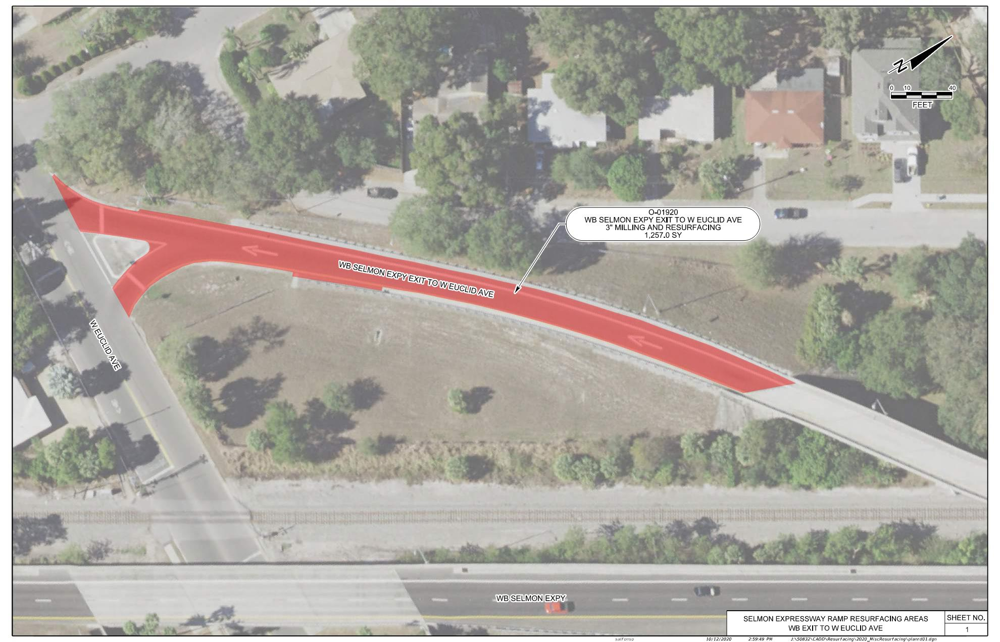 N
0 10 40
FEET
O-01920
WB SELMON EXPY EXIT TO W EUCLID AVE
3" MILLING AND RESURFACING
1,257.0 SY
WB SELMON EXPY EXIT TO W EUCLID AVE
W EUCLID AVE
WB SELMON EXPY
SELMON EXPRESSWAY RAMP RESURFACING AREAS
WB EXIT TO W EUCLID AVE
SHEET NO.
1
salfonso 10/12/2020 2:59:49 PM J:\50832\CADD\Resurfacing\2020_MiscResurfacing\planrd01.dgn